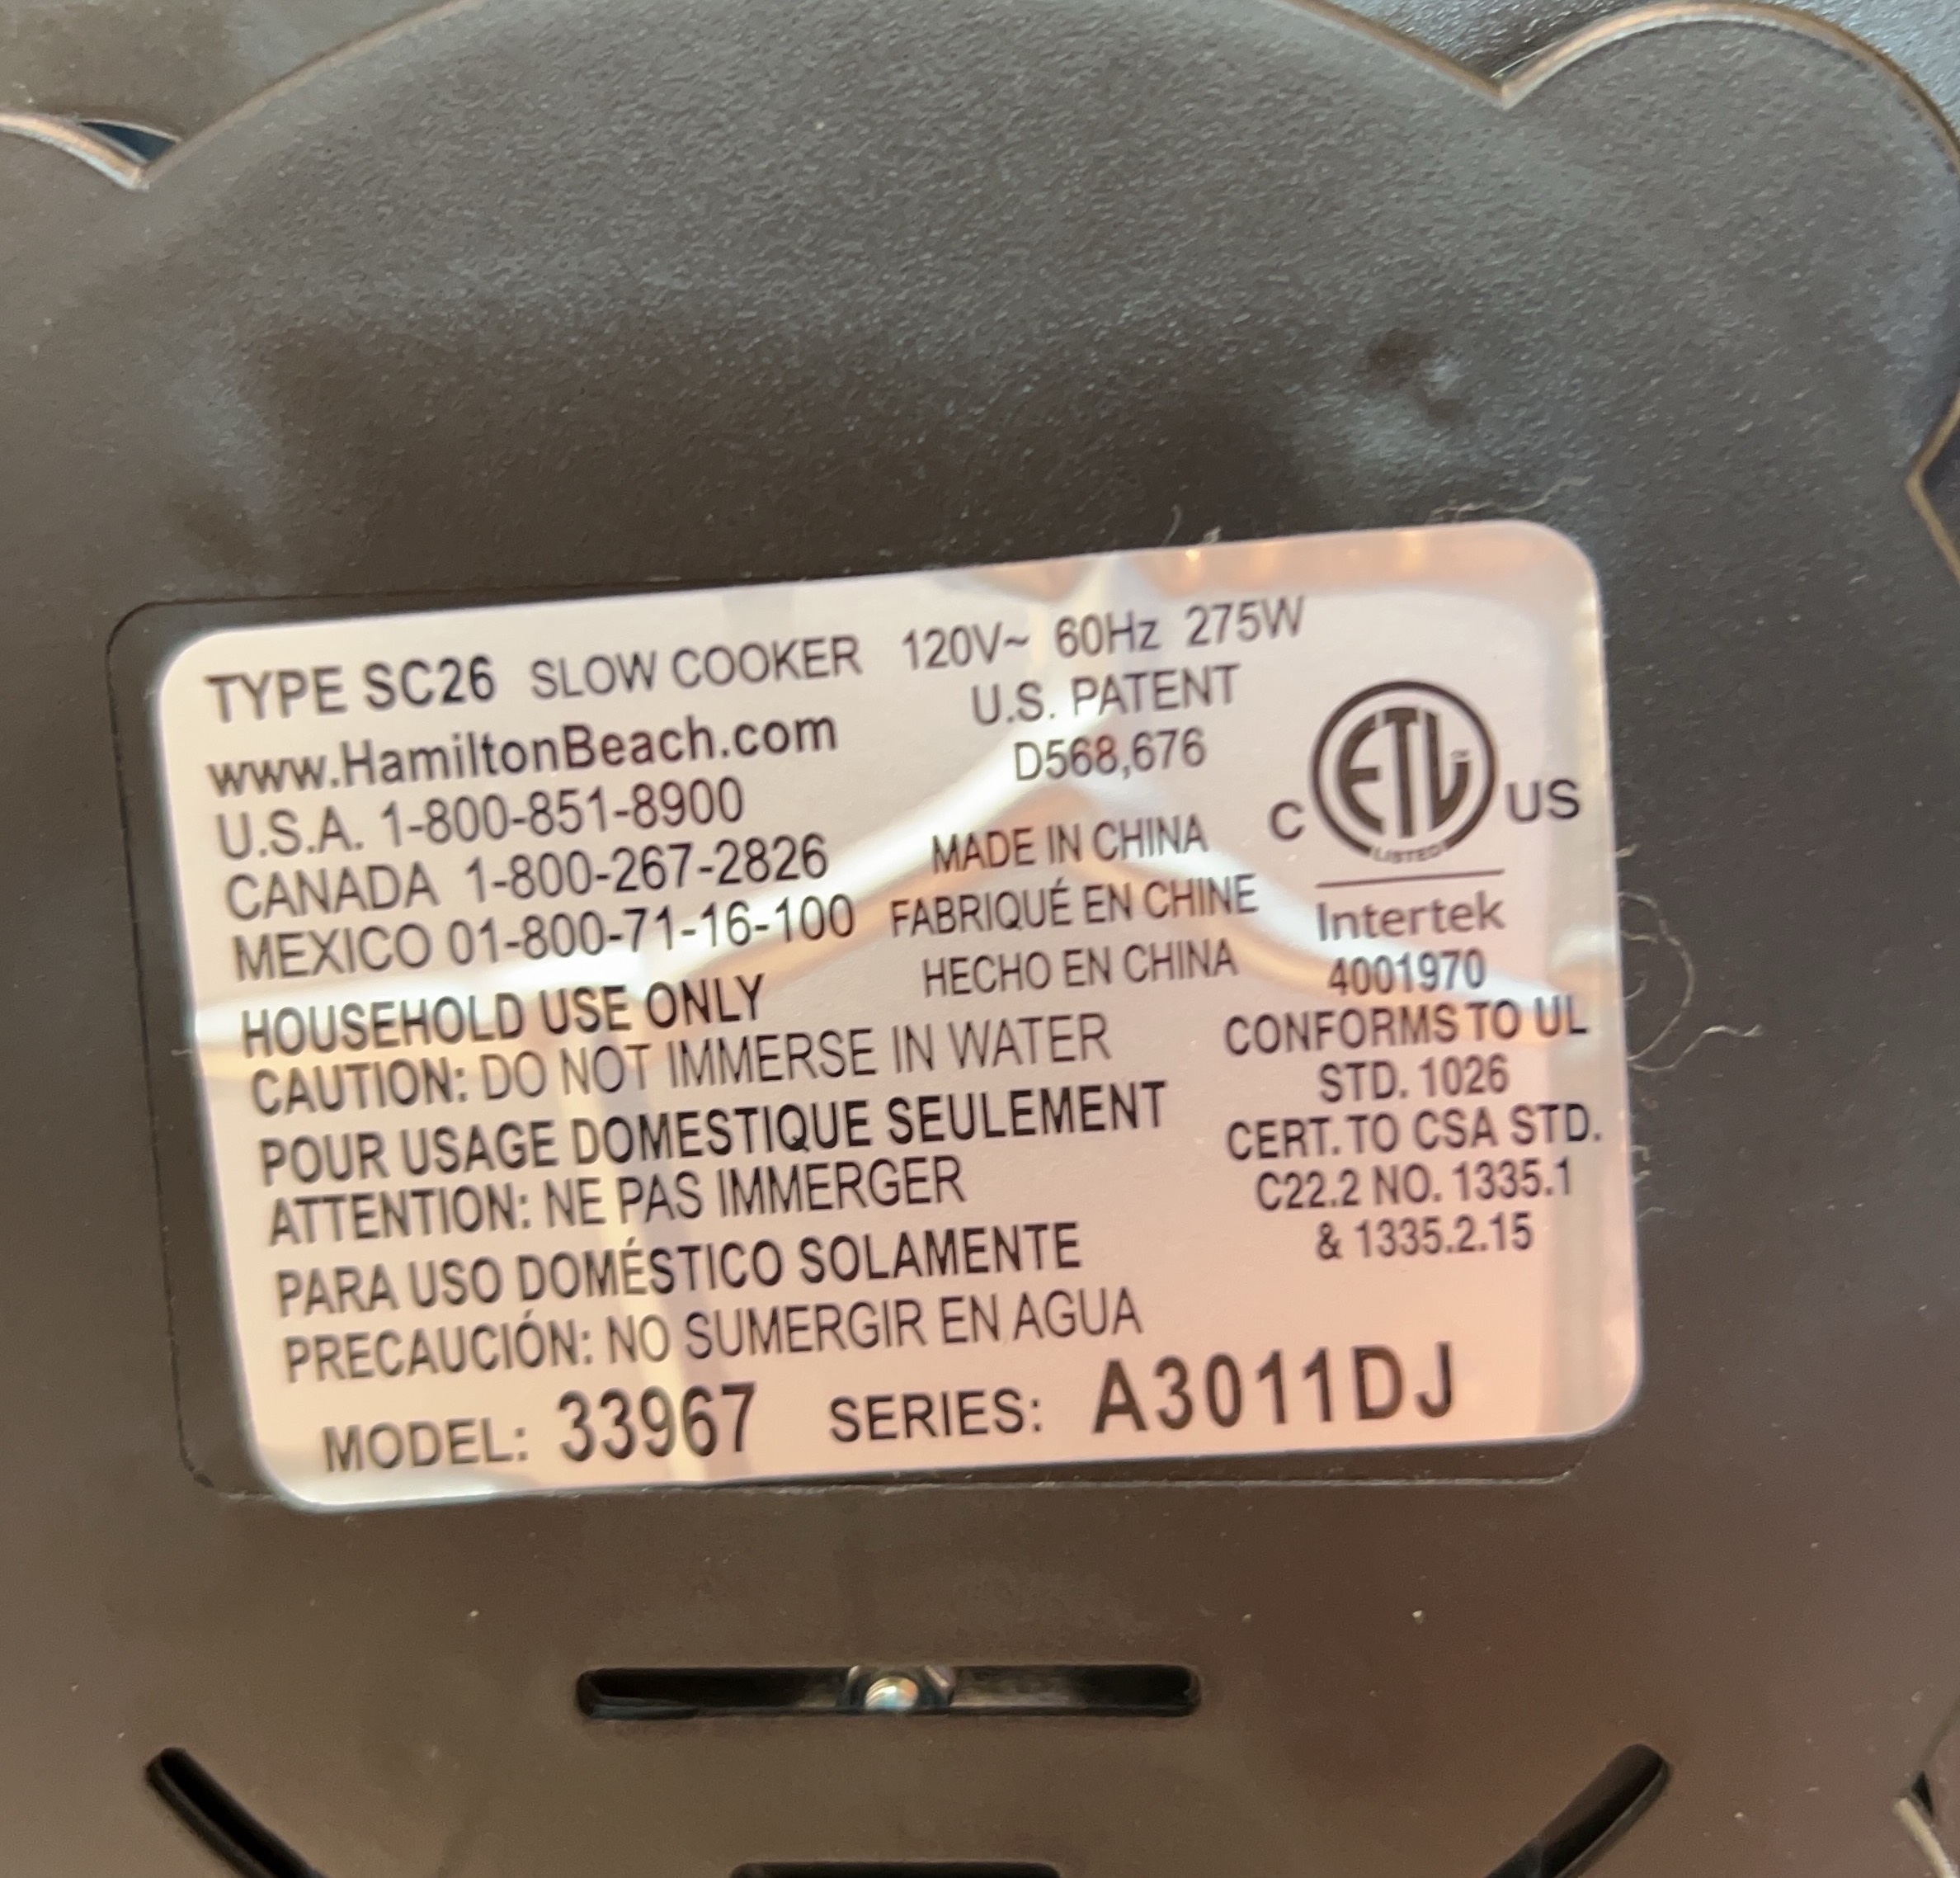 TYPE SC26 SLOW COOKER 120V~ 60Hz 275W
www.HamiltonBeach.com
U.S.A. 1-800-851-8900
CANADA 1-800-267-2826
MEXICO 01-800-71-16-100
U.S. PATENT
D568,676
MADE IN CHINA
FABRIQUÉ EN CHINE
HECHO EN CHINA
HOUSEHOLD USE ONLY
CAUTION: DO NOT IMMERSE IN WATER
POUR USAGE DOMESTIQUE SEULEMENT
ATTENTION: NE PAS IMMERGER
PARA USO DOMÉSTICO SOLAMENTE
PRECAUCIÓN: NO SUMERGIR EN AGUA
C ETL US
LISTED
Intertek
4001970
CONFORMS TO UL
STD. 1026
CERT. TO CSA STD.
C22.2 NO. 1335.1
& 1335.2.15
MODEL: 33967 SERIES: A3011DJ